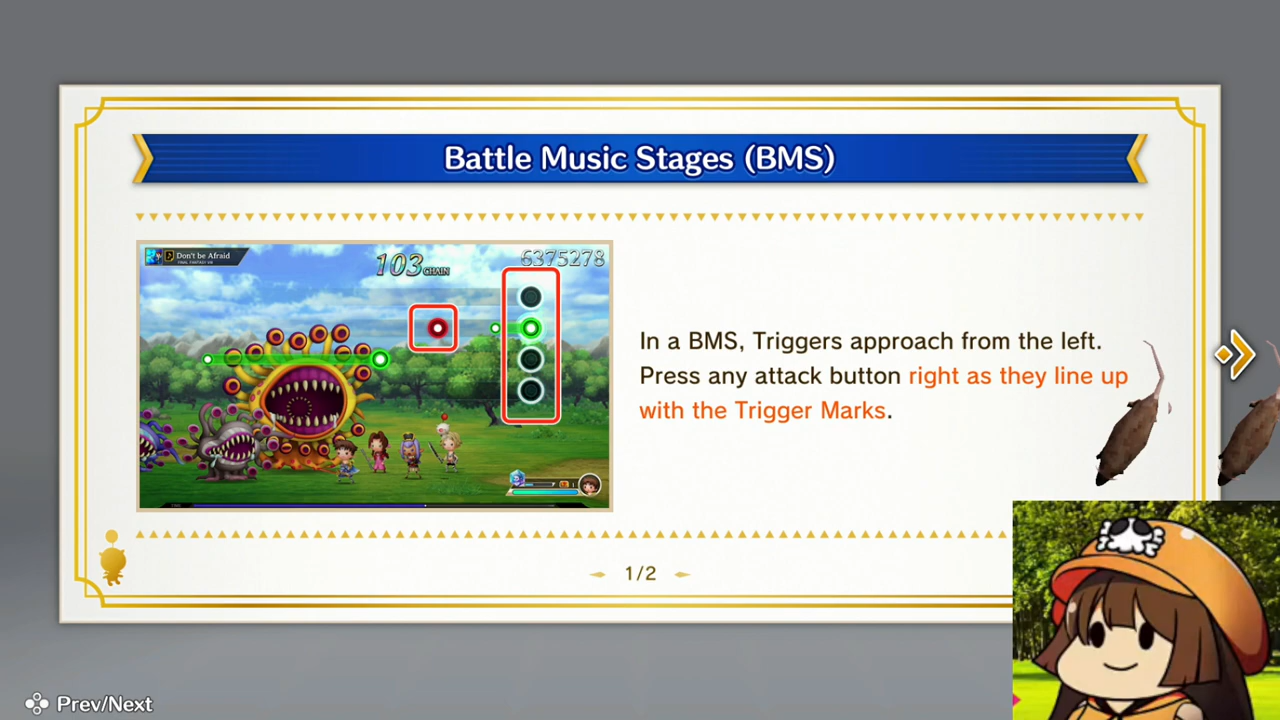 Battle Music Stages (BMS)
Don't be Afraid
FINAL FANTASY VIII
103 CHAIN
6375278
In a BMS, Triggers approach from the left.
Press any attack button right as they line up
with the Trigger Marks.
1/2
Prev/Next